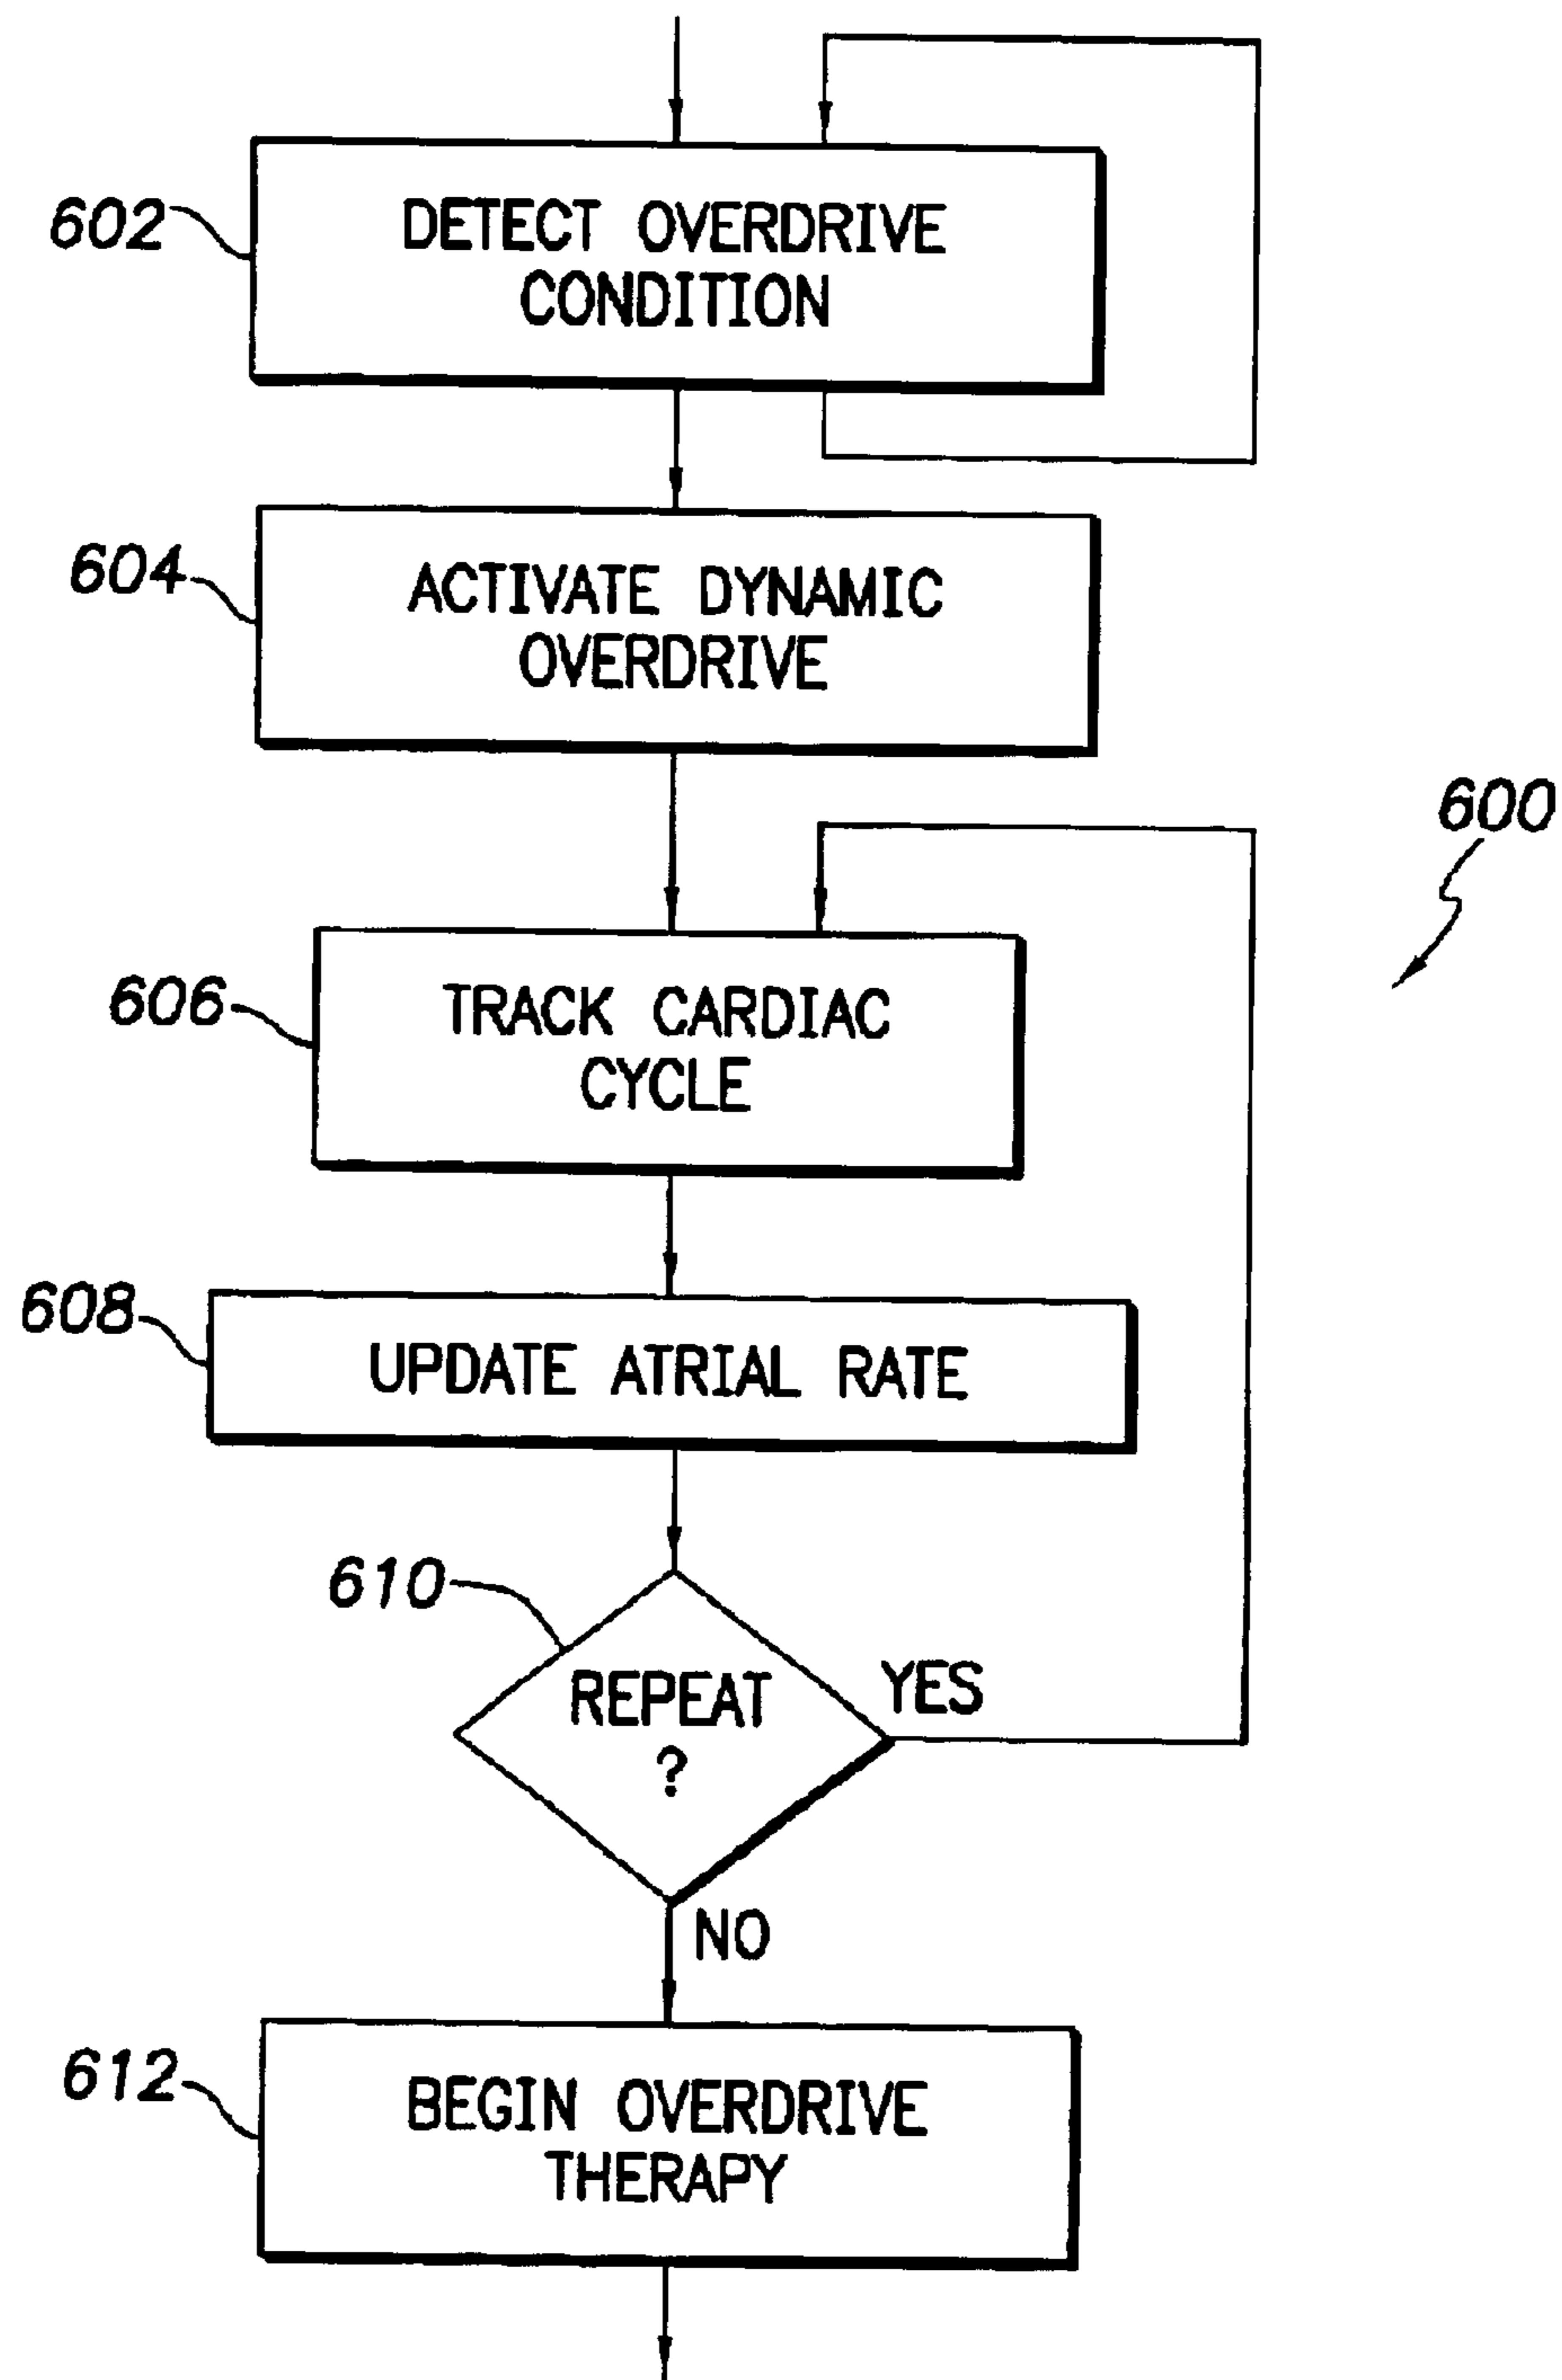 602
DETECT OVERDRIVE
CONDITION
604
ACTIVATE DYNAMIC
OVERDRIVE
600
606
TRACK CARDIAC
CYCLE
608
UPDATE ATRIAL RATE
610
REPEAT
?
YES
NO
612
BEGIN OVERDRIVE
THERAPY